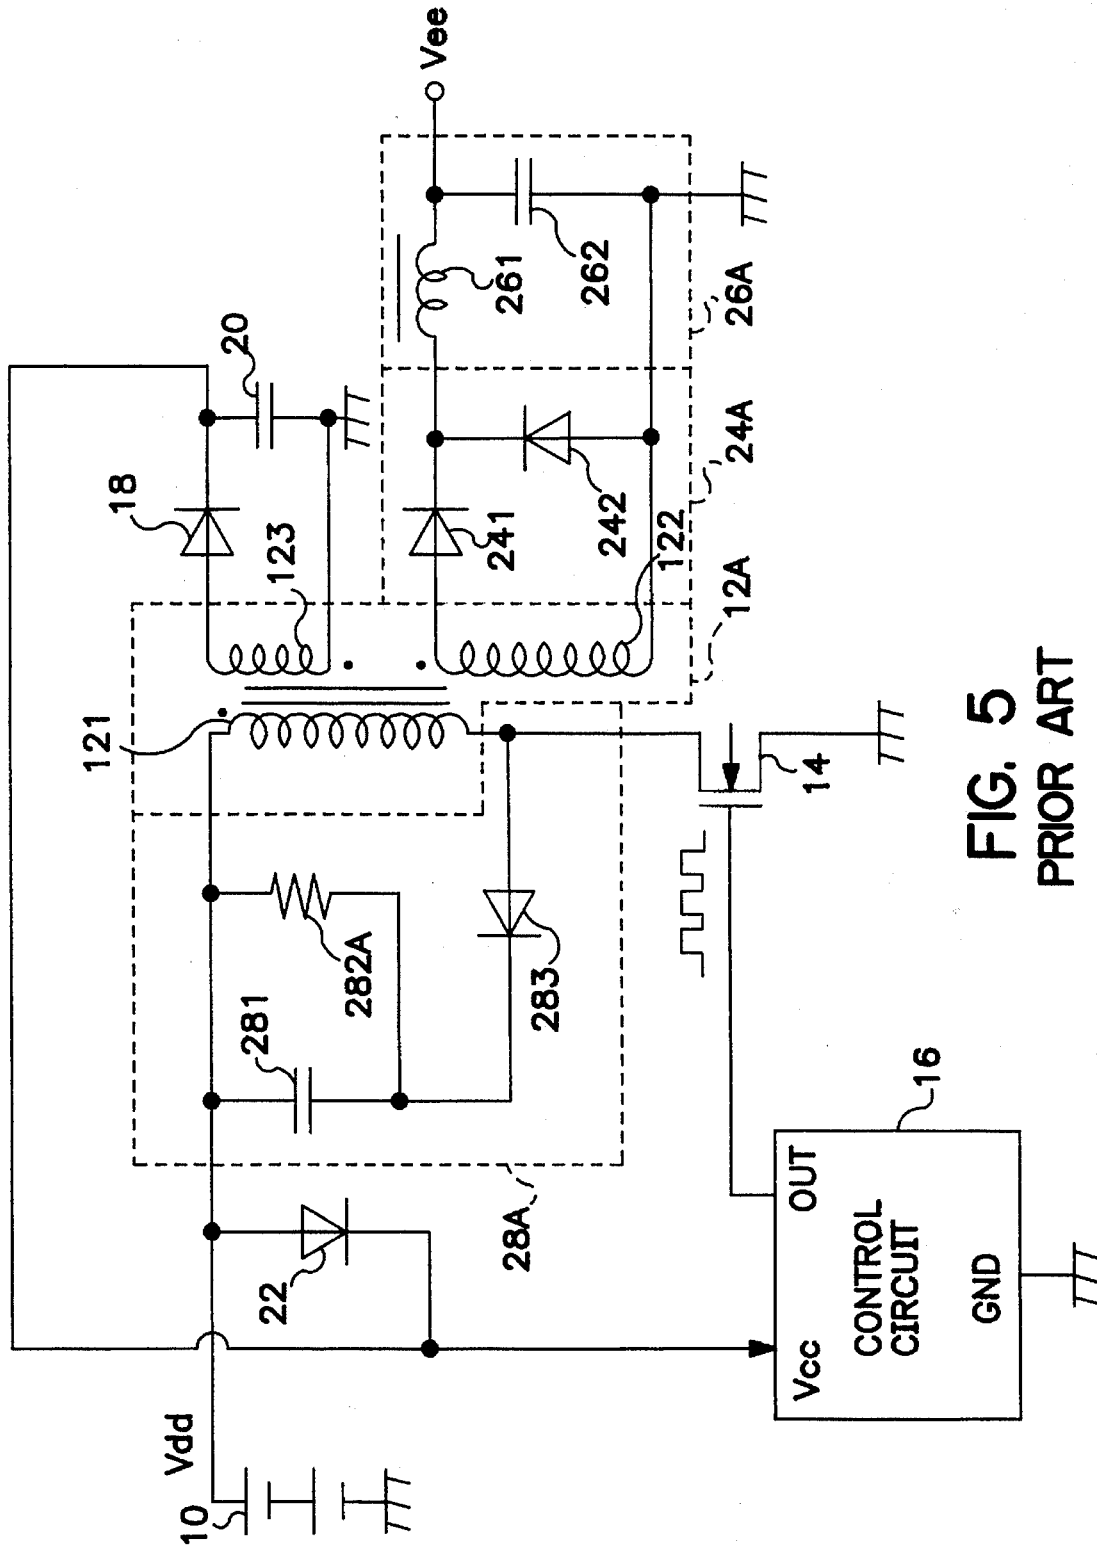 10
Vdd
22
28A
281
282A
283
121
123
18
20
241
242
122
12A
24A
26A
261
262
Vee
14
16
Vcc
OUT
CONTROL
CIRCUIT
GND
FIG. 5
PRIOR ART